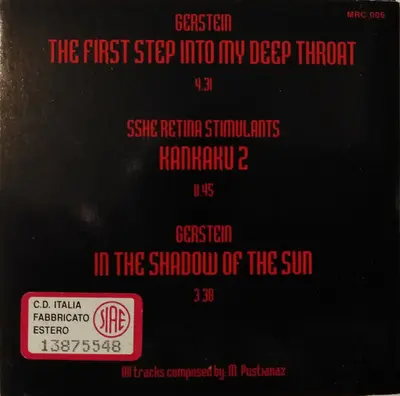 MRC 006
GERSTEIN
THE FIRST STEP INTO MY DEEP THROAT
4.31
SSHE RETINA STIMULANTS
KANKAKU 2
11.45
GERSTEIN
IN THE SHADOW OF THE SUN
3.38
C.D. ITALIA
FABBRICATO
ESTERO
SIAE
13875548
All tracks composed by M. Pustianaz